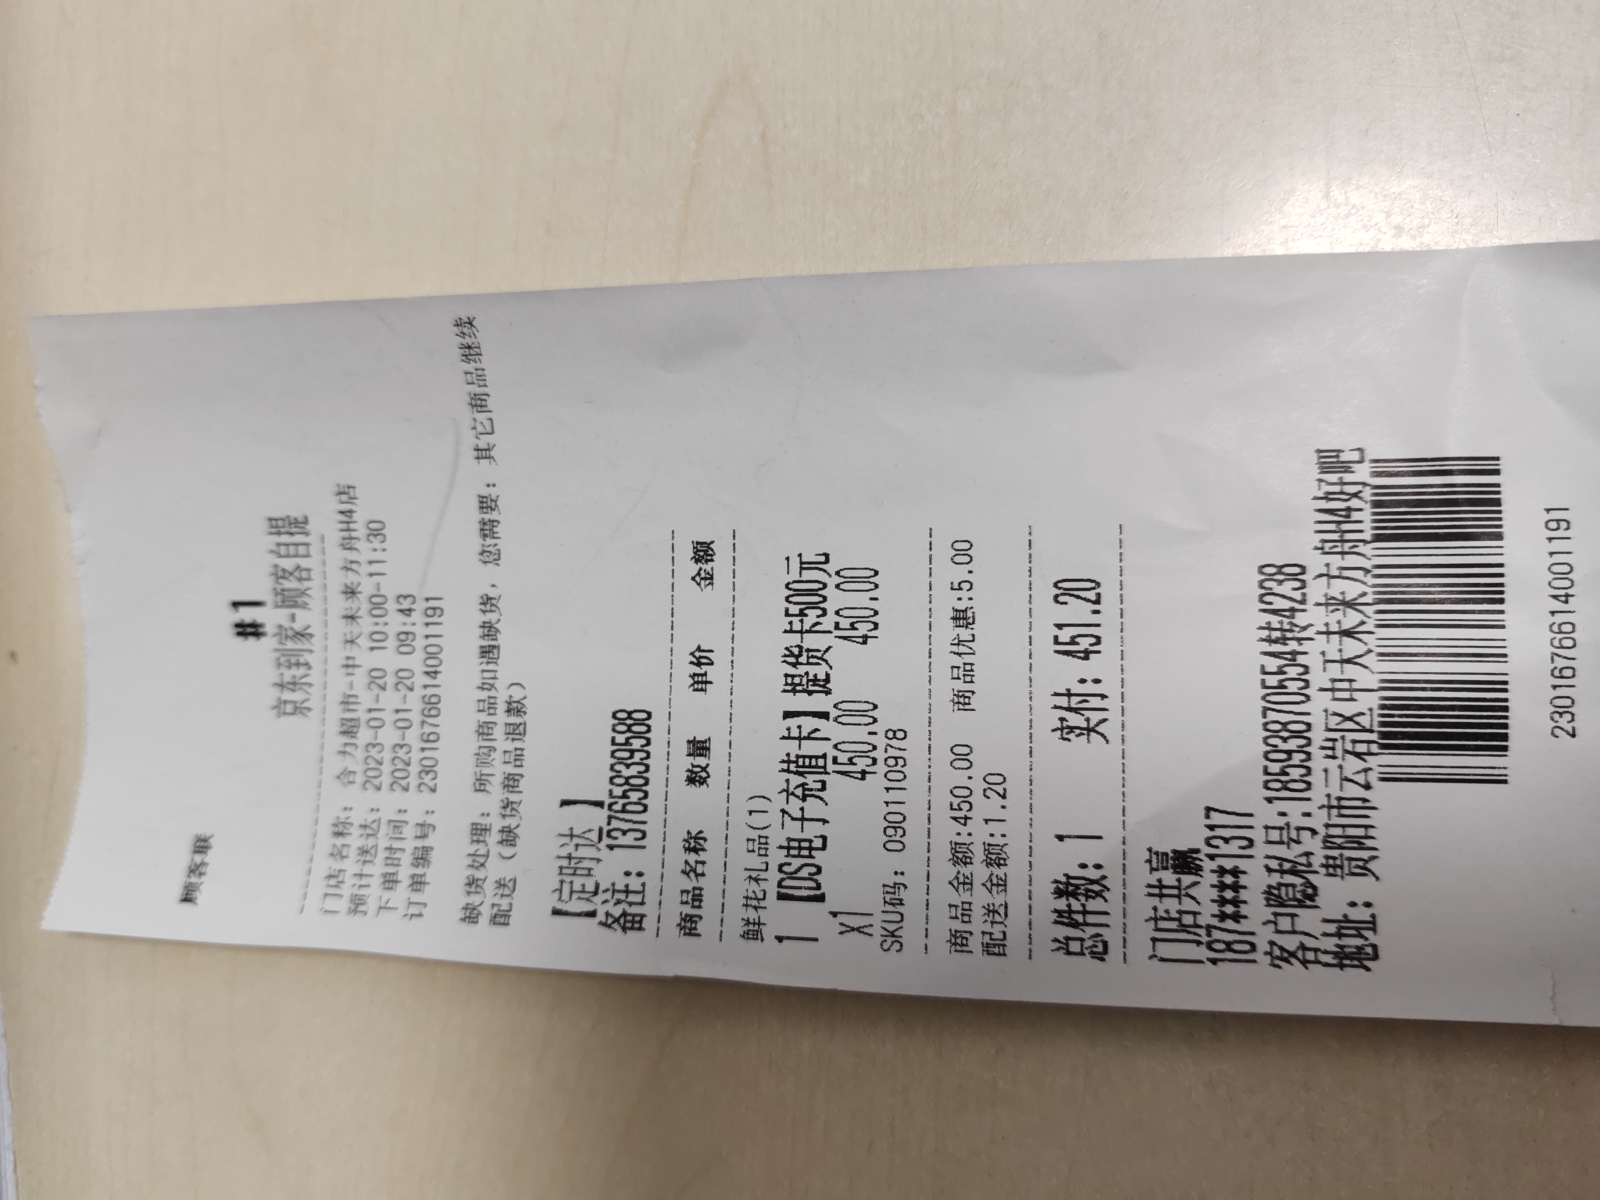 顾客联
#1
京东到家-顾客自提
门店名称：合力超市-中天未来方舟H4店
预计送达：2023-01-20 10:00-11:30
下单时间：2023-01-20 09:43
订单编号：2301676614001191
缺货处理：所购商品如遇缺货，您需要：其它商品继续
配送（缺货商品退款）
【定时达】
备注：13765839588
商品名称 数量 单价 金额
鲜花礼品(1)
1 【DS电子充值卡】提货卡500元
X1 450.00 450.00
SKU码：090110978
商品金额:450.00 商品优惠:5.00
配送金额:1.20
总件数：1 实付：451.20
门店共赢
187****1317
客户隐私号:18593870554转4238
地址：贵阳市云岩区中天未来方舟H4好吧
2301676614001191